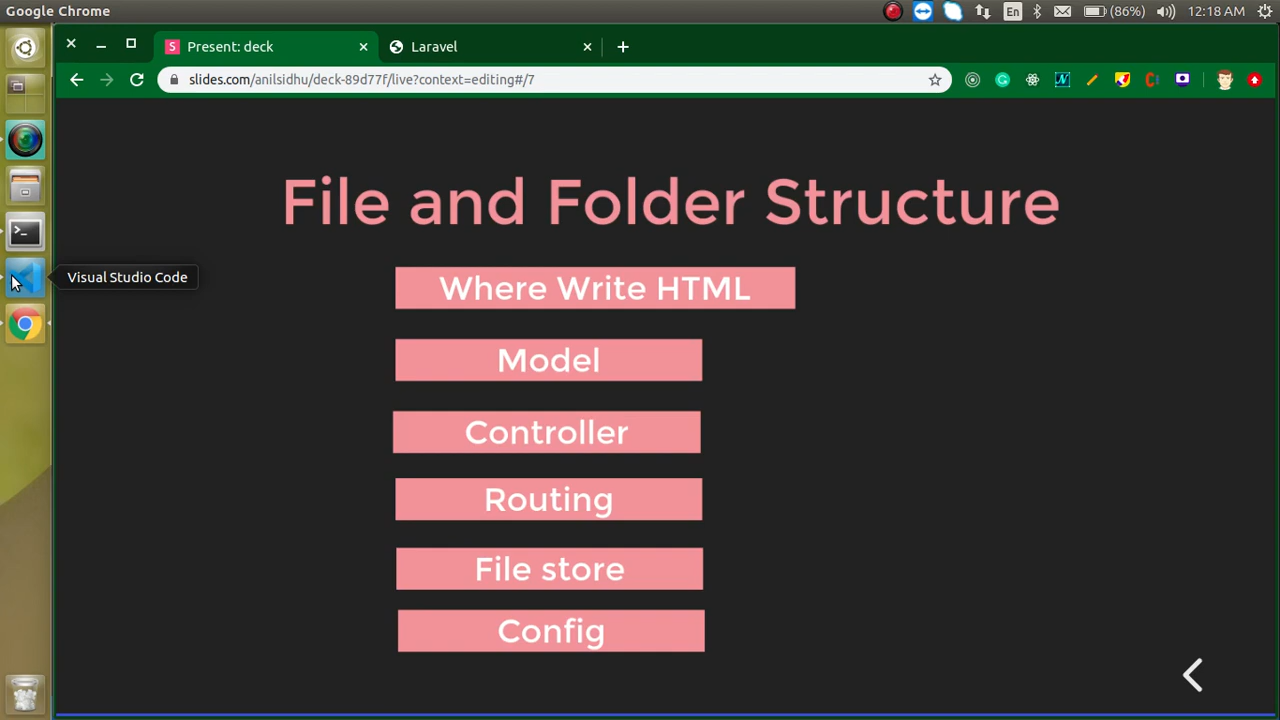 Google Chrome
En
(86%)
12:18 AM
Present: deck
Laravel
slides.com/anilsidhu/deck-89d77f/live?context=editing#/7
File and Folder Structure
Where Write HTML
Visual Studio Code
Model
Controller
Routing
File store
Config